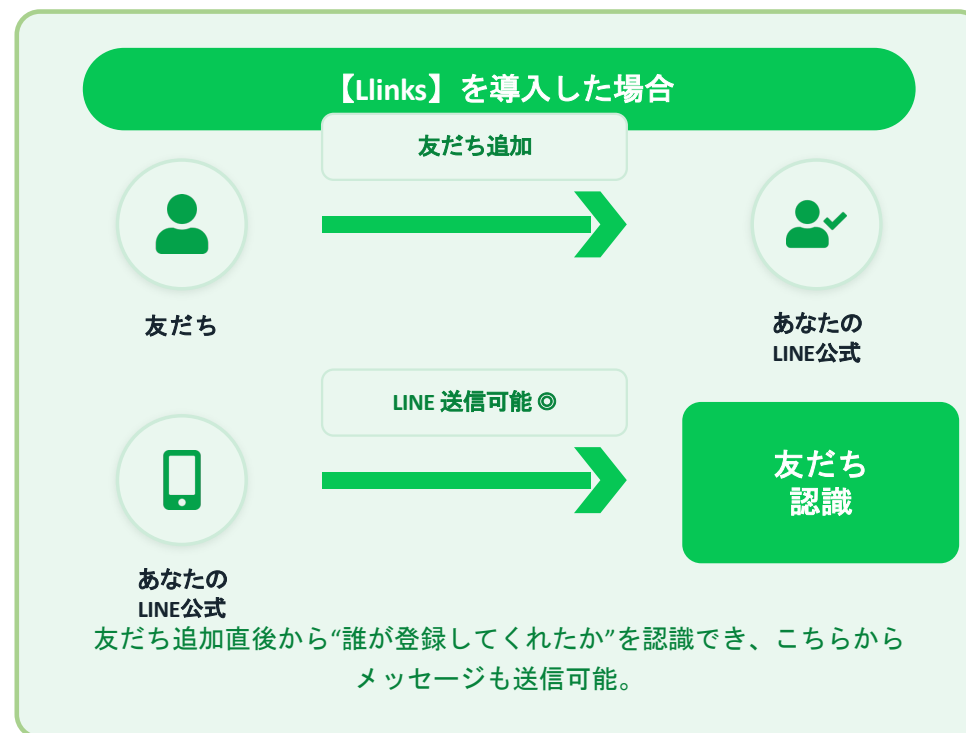 【Llinks】を導入した場合
友だち追加
友だち
あなたの
LINE公式
LINE 送信可能 ◎
友だち
認識
あなたの
LINE公式
友だち追加直後から“誰が登録してくれたか”を認識でき、こちらから
メッセージも送信可能。